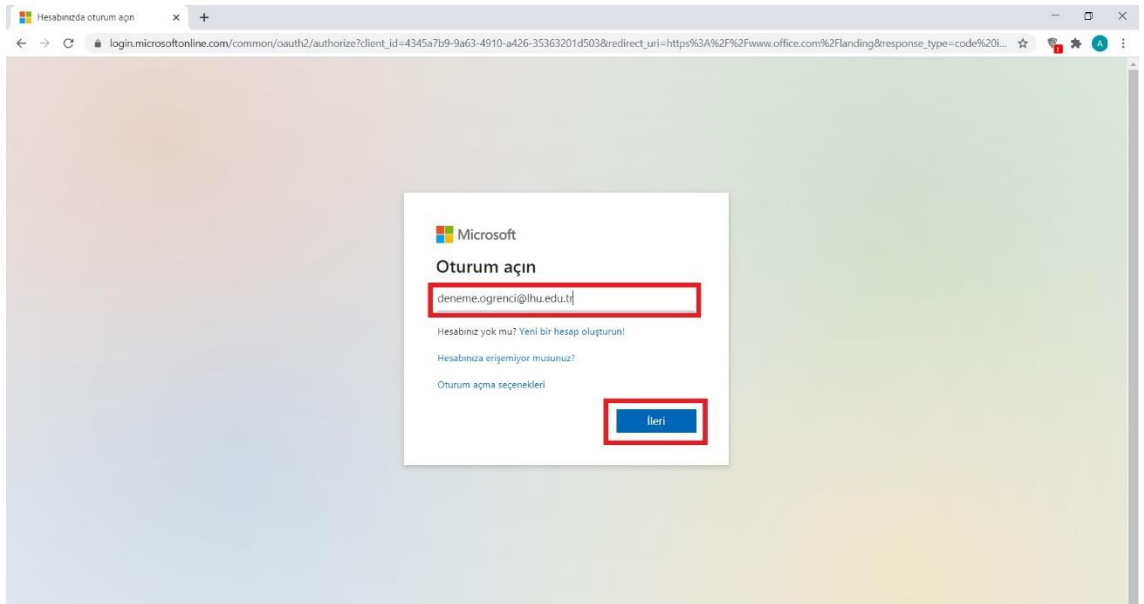 Hesabınızda oturum açın
login.microsoftonline.com/common/oauth2/authorize?client_id=4345a7b9-9a63-4910-a426-35363201d503&redirect_uri=https%3A%2F%2Fwww.office.com%2Flanding&response_type=code%20i...
A
Microsoft
Oturum açın
deneme.ogrenci@lhu.edu.tr
Hesabınız yok mu? Yeni bir hesap oluşturun!
Hesabınıza erişemiyor musunuz?
Oturum açma seçenekleri
İleri